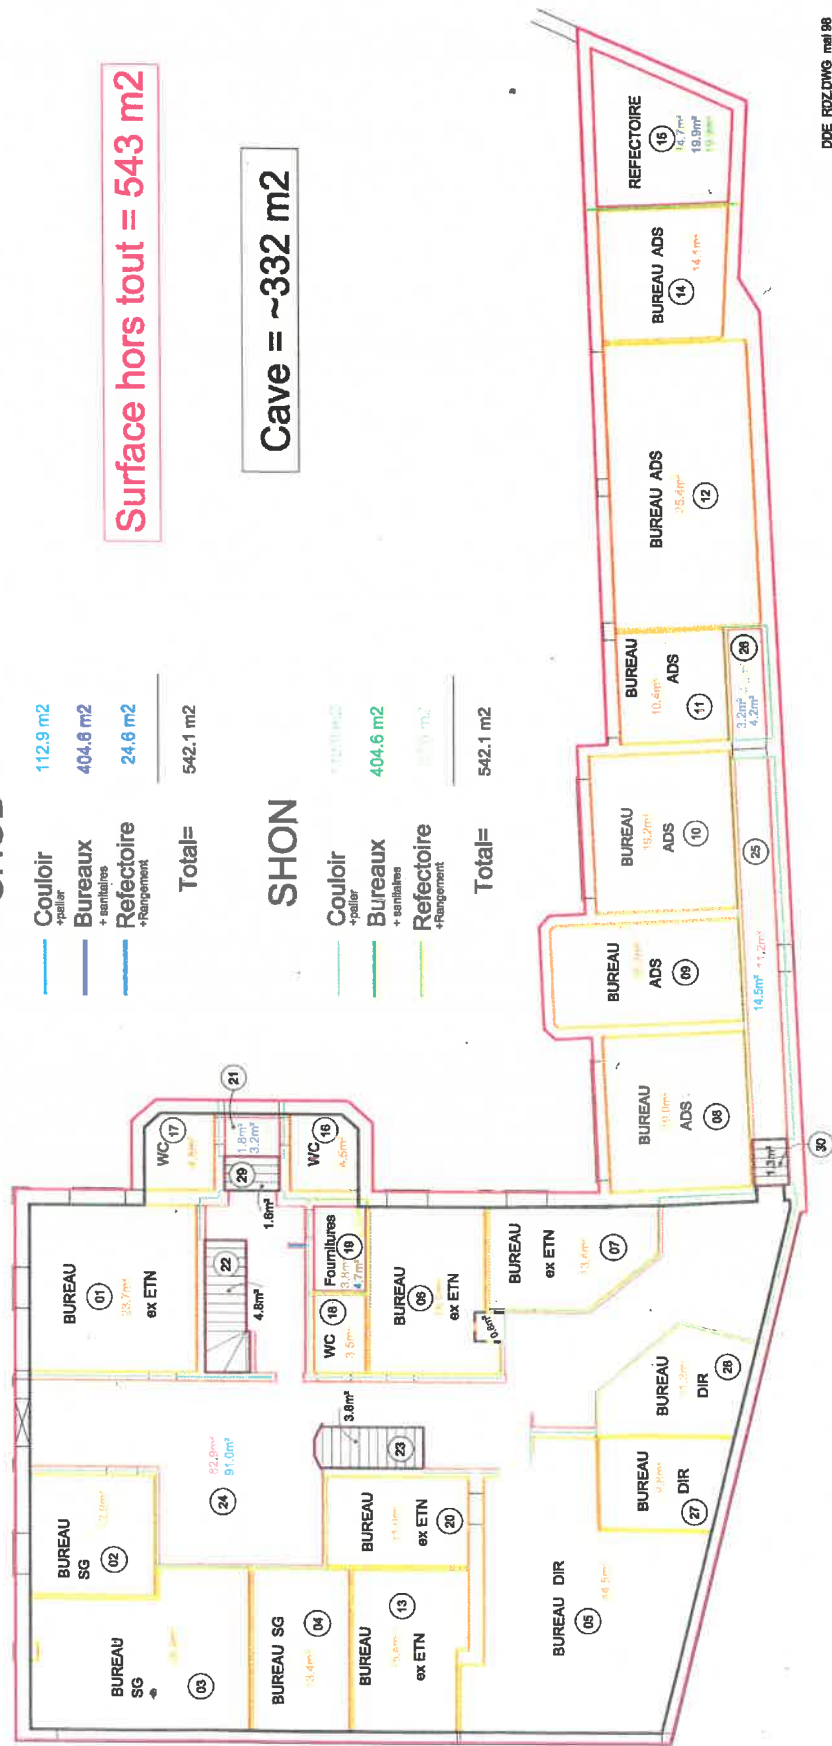 Surface hors tout = 543 m2
Cave = ~332 m2
Couloir 112.9 m2
+palier
Bureaux 404.6 m2
+ sanitaires
Refectoire 24.6 m2
+Rangement
Total= 542.1 m2
SHON
Couloir
+palier
Bureaux 404.6 m2
+ sanitaires
Refectoire
+Rangement
Total= 542.1 m2
BUREAU
01
23.7m²
ex ETN
BUREAU
SG
02
BUREAU
SG
03
BUREAU SG
04
13.4m²
BUREAU
13
ex ETN
BUREAU
ex ETN
20
BUREAU DIR
05
BUREAU
DIR
27
BUREAU
DIR
28
24
82.9m²
91.0m²
3.8m²
23
22
4.8m²
WC
17
21
1.8m²
3.2m²
29
1.6m²
WC
16
4.5m²
Fournitures
19
3.8m²
4.7m²
WC
18
3.5m²
BUREAU
06
ex ETN
0.8m²
BUREAU
ex ETN
07
13.4m²
BUREAU
ADS
08
BUREAU
ADS
09
BUREAU
ADS
10
BUREAU
ADS
10.4m²
11
BUREAU ADS
12
BUREAU ADS
14
14.1m²
REFECTOIRE
15
14.7m²
19.9m²
26
3.2m²
4.2m²
25
14.5m² 11.2m²
1.3m²
30
DDE RDZ.DWG mai 98